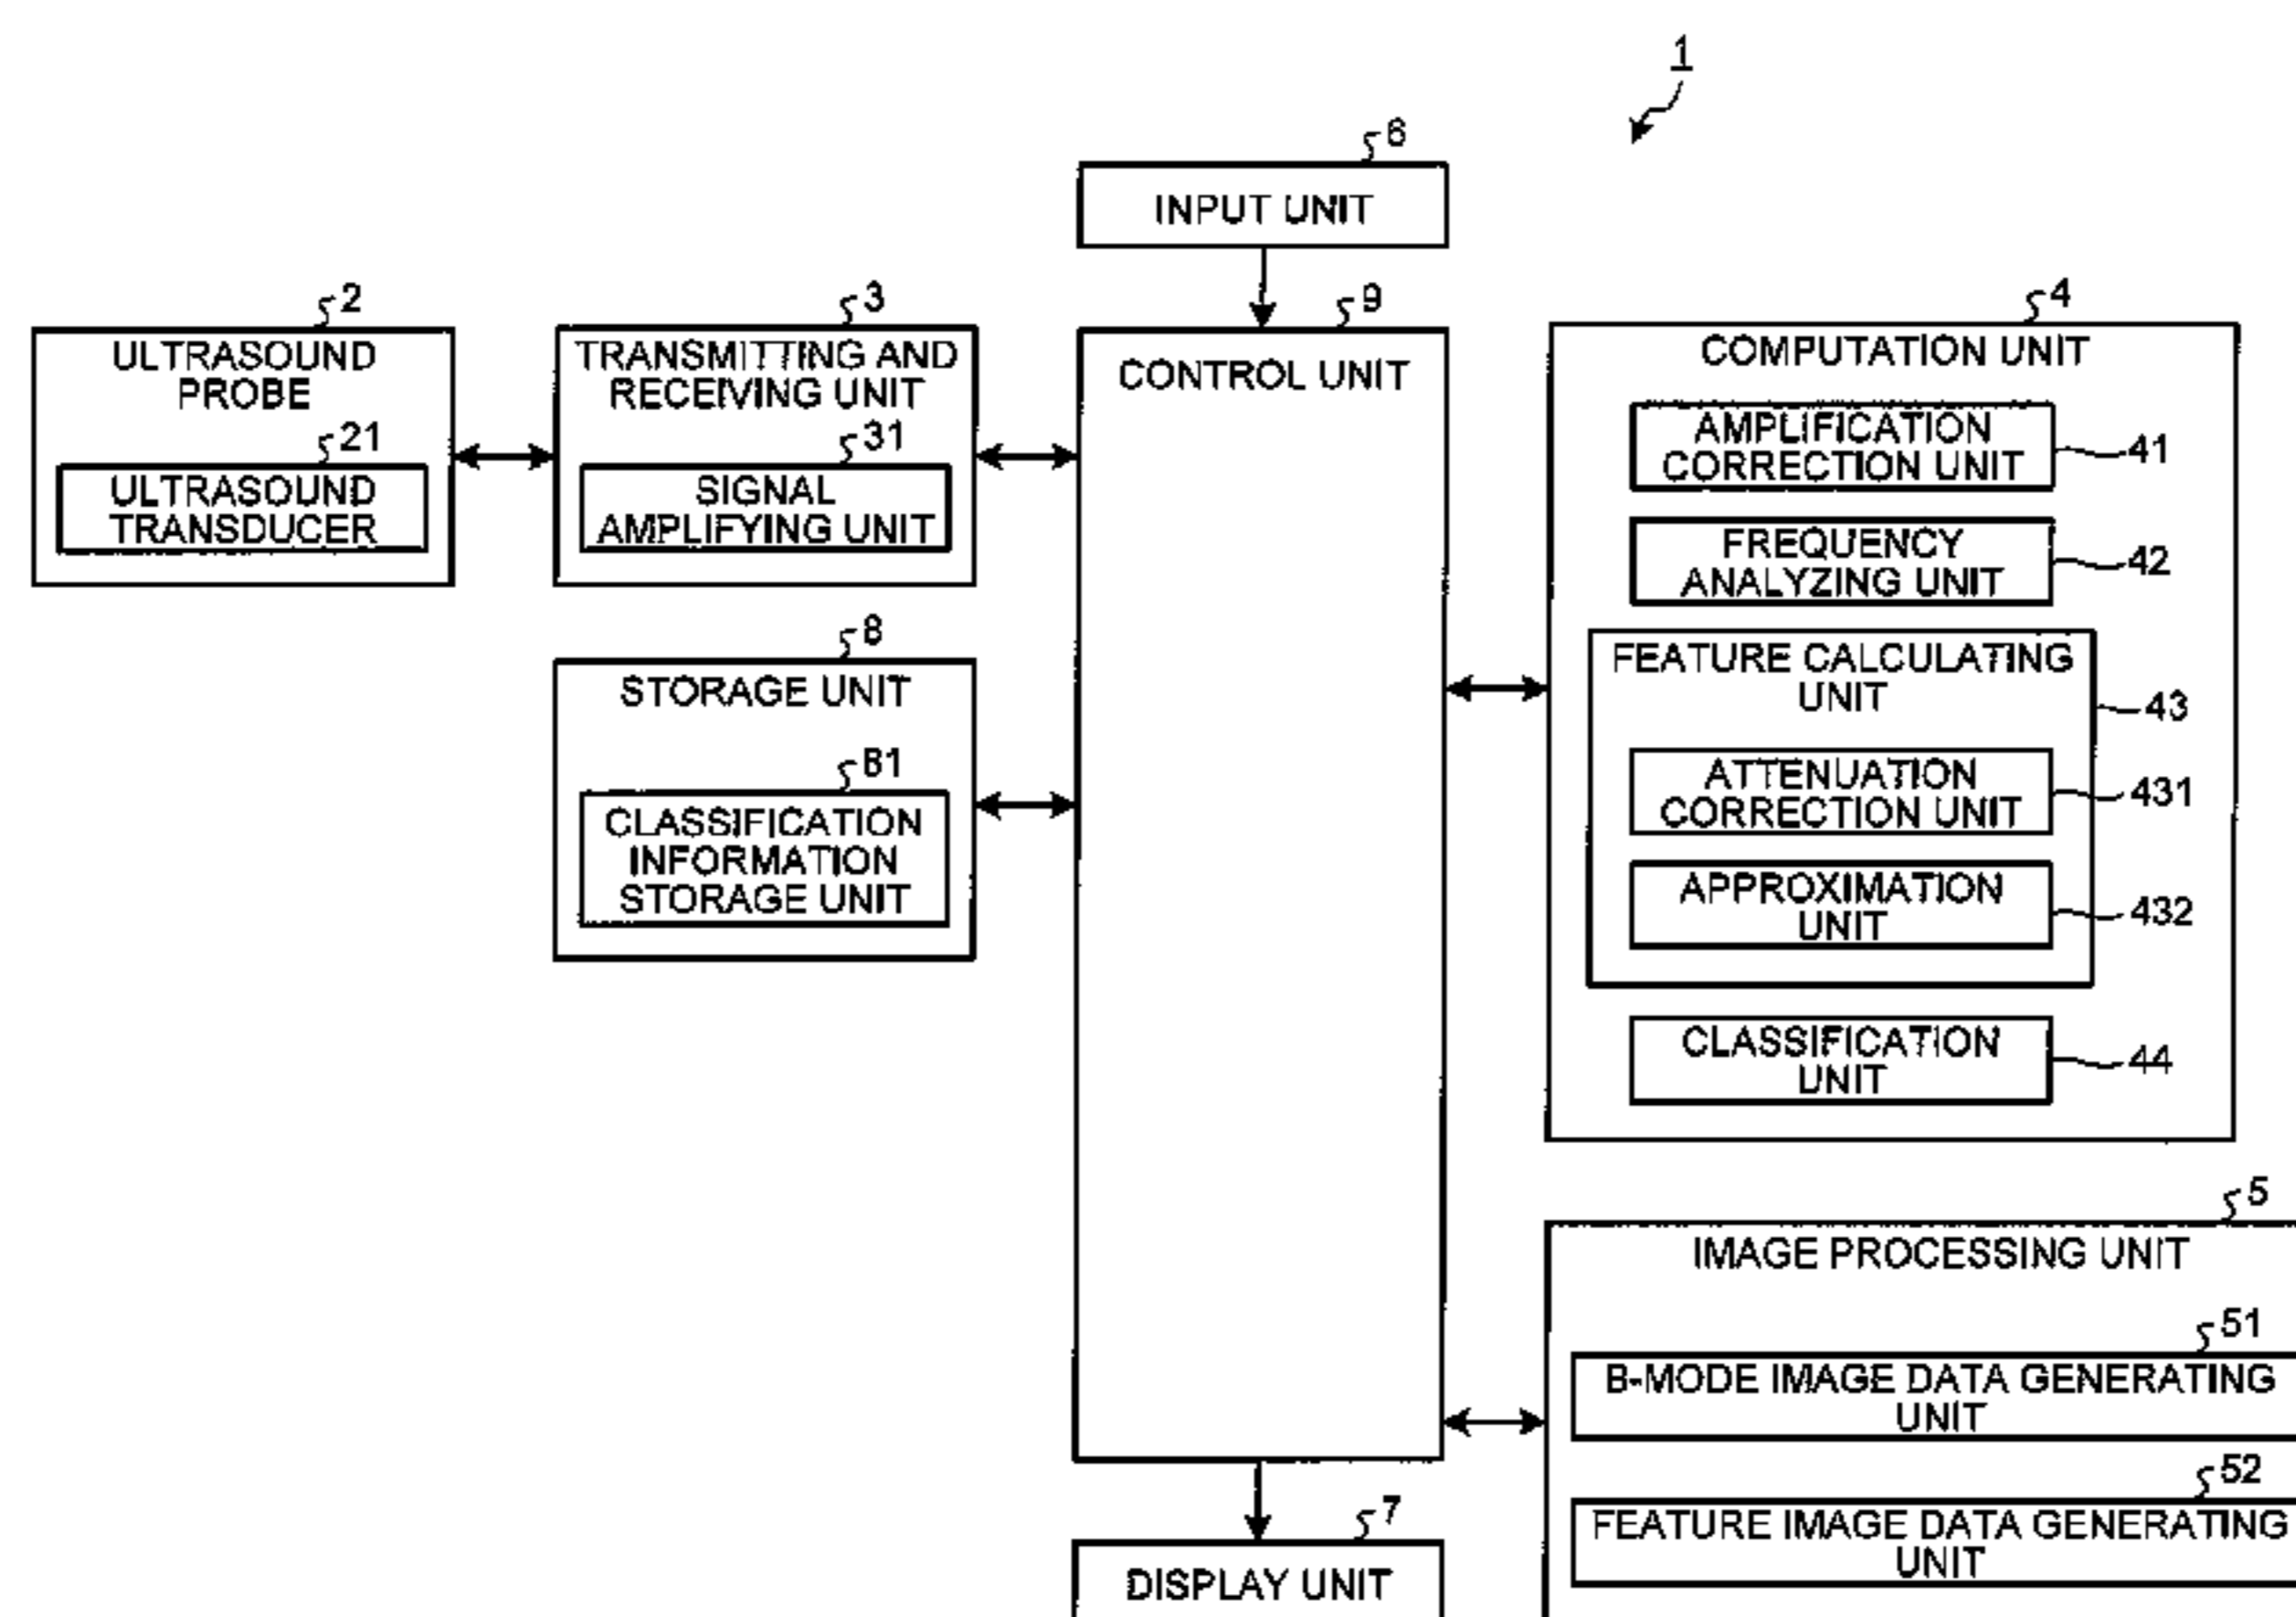 1
6
INPUT UNIT
2
ULTRASOUND
PROBE
21
ULTRASOUND
TRANSDUCER
3
TRANSMITTING AND
RECEIVING UNIT
31
SIGNAL
AMPLIFYING UNIT
8
STORAGE UNIT
81
CLASSIFICATION
INFORMATION
STORAGE UNIT
9
CONTROL UNIT
4
COMPUTATION UNIT
AMPLIFICATION
CORRECTION UNIT
41
FREQUENCY
ANALYZING UNIT
42
FEATURE CALCULATING
UNIT
43
ATTENUATION
CORRECTION UNIT
431
APPROXIMATION
UNIT
432
CLASSIFICATION
UNIT
44
5
IMAGE PROCESSING UNIT
51
B-MODE IMAGE DATA GENERATING
UNIT
52
FEATURE IMAGE DATA GENERATING
UNIT
7
DISPLAY UNIT